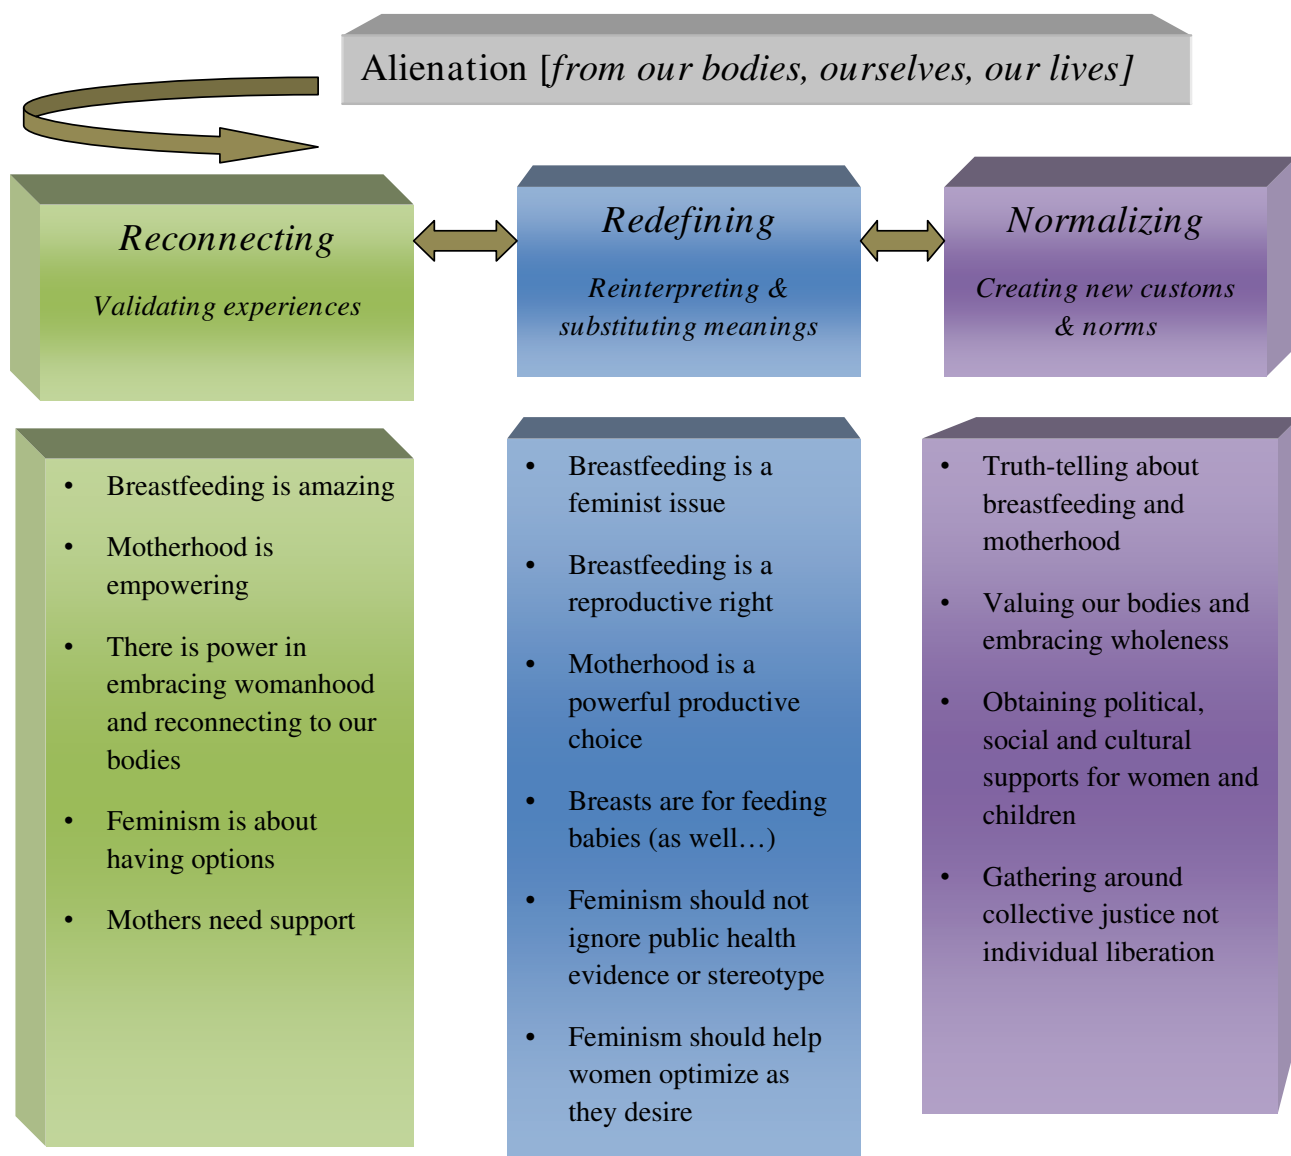 Alienation [from our bodies, ourselves, our lives]
Reconnecting
Validating experiences
Redefining
Reinterpreting &
substituting meanings
Normalizing
Creating new customs
& norms
• Breastfeeding is amazing
• Motherhood is
empowering
• There is power in
embracing womanhood
and reconnecting to our
bodies
• Feminism is about
having options
• Mothers need support
• Breastfeeding is a
feminist issue
• Breastfeeding is a
reproductive right
• Motherhood is a
powerful productive
choice
• Breasts are for feeding
babies (as well…)
• Feminism should not
ignore public health
evidence or stereotype
• Feminism should help
women optimize as
they desire
• Truth-telling about
breastfeeding and
motherhood
• Valuing our bodies and
embracing wholeness
• Obtaining political,
social and cultural
supports for women and
children
• Gathering around
collective justice not
individual liberation